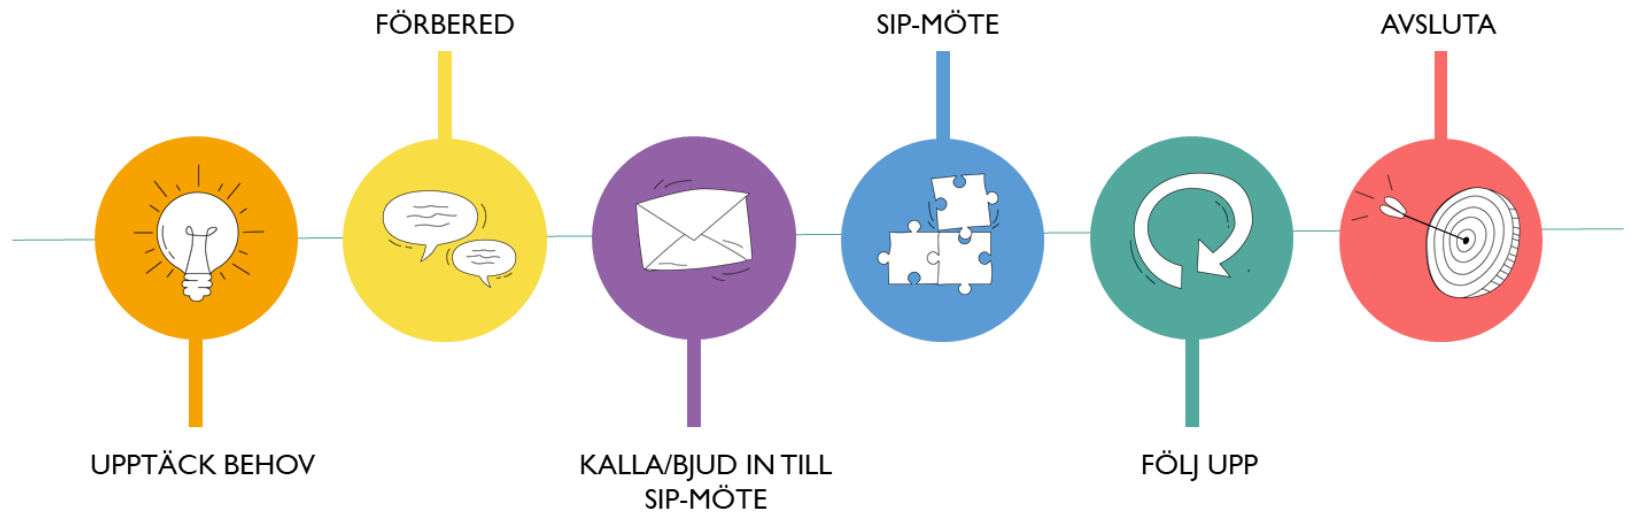 UPPTÄCK BEHOV
FÖRBERED
KALLA/BJUD IN TILL
SIP-MÖTE
SIP-MÖTE
FÖLJ UPP
AVSLUTA